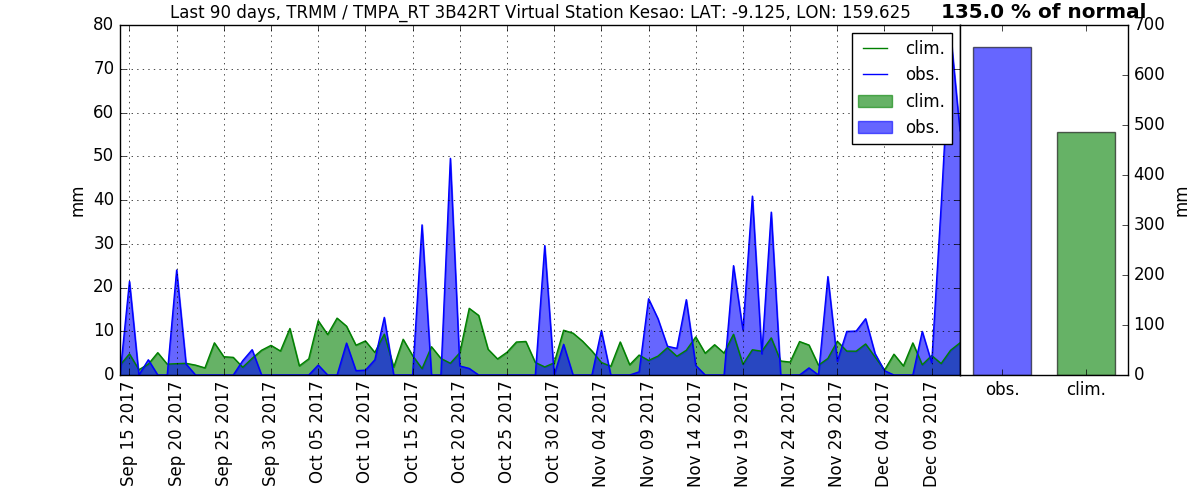 Last 90 days, TRMM / TMPA_RT 3B42RT Virtual Station Kesao: LAT: -9.125, LON: 159.625
135.0 % of normal
80
70
60
50
40
30
20
10
0
mm
clim.
obs.
clim.
obs.
700
600
500
400
300
200
100
0
mm
obs.
clim.
Sep 15 2017
Sep 20 2017
Sep 25 2017
Sep 30 2017
Oct 05 2017
Oct 10 2017
Oct 15 2017
Oct 20 2017
Oct 25 2017
Oct 30 2017
Nov 04 2017
Nov 09 2017
Nov 14 2017
Nov 19 2017
Nov 24 2017
Nov 29 2017
Dec 04 2017
Dec 09 2017